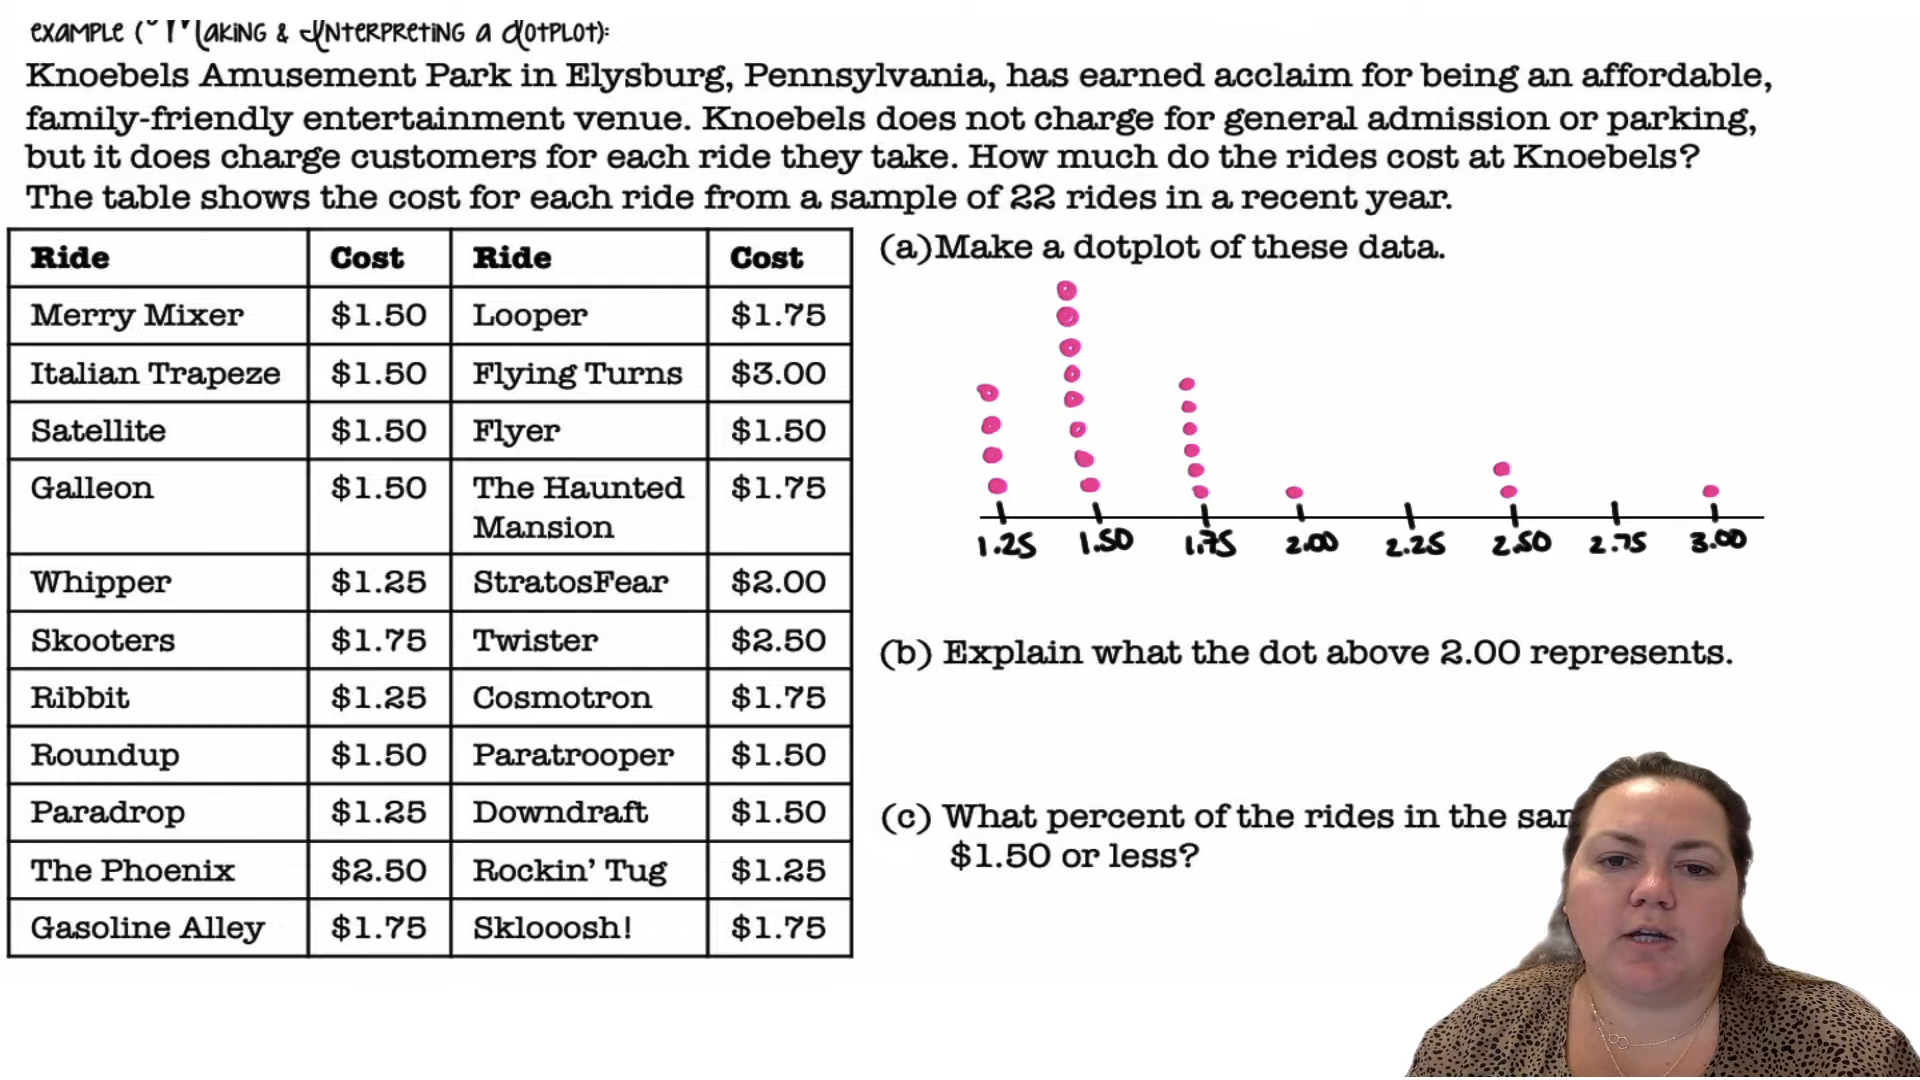 EXAMPLE ( MAKING & INTERPRETING A DOTPLOT):
Knoebels Amusement Park in Elysburg, Pennsylvania, has earned acclaim for being an affordable,
family-friendly entertainment venue. Knoebels does not charge for general admission or parking,
but it does charge customers for each ride they take. How much do the rides cost at Knoebels?
The table shows the cost for each ride from a sample of 22 rides in a recent year.
Ride Cost Ride Cost
Merry Mixer $1.50 Looper $1.75
Italian Trapeze $1.50 Flying Turns $3.00
Satellite $1.50 Flyer $1.50
Galleon $1.50 The Haunted $1.75
Mansion
Whipper $1.25 StratosFear $2.00
Skooters $1.75 Twister $2.50
Ribbit $1.25 Cosmotron $1.75
Roundup $1.50 Paratrooper $1.50
Paradrop $1.25 Downdraft $1.50
The Phoenix $2.50 Rockin' Tug $1.25
Gasoline Alley $1.75 Sklooosh! $1.75
(a)Make a dotplot of these data.
1.25 1.50 1.75 2.00 2.25 2.50 2.75 3.00
(b) Explain what the dot above 2.00 represents.
(c) What percent of the rides in the
$1.50 or less?